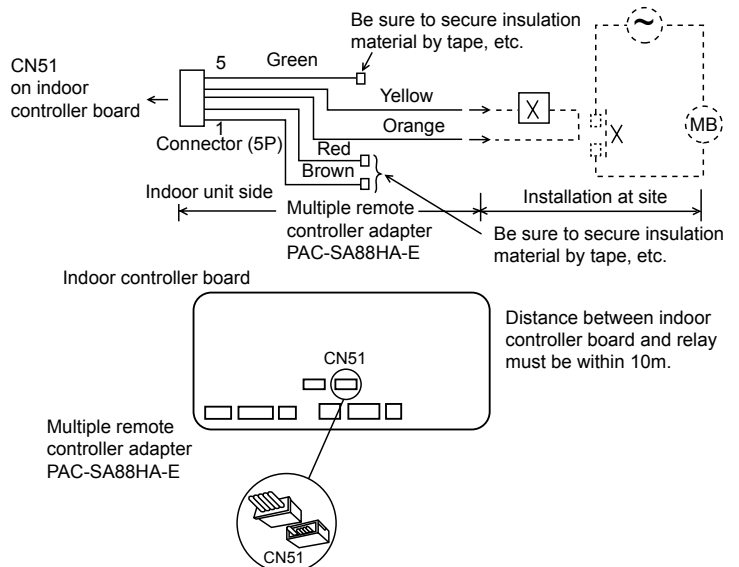 Be sure to secure insulation
material by tape, etc.
CN51
on indoor
controller board
5
Green
Yellow
Orange
1
Connector (5P)
Red
Brown
X
X
~
MB
Indoor unit side
Multiple remote
controller adapter
PAC-SA88HA-E
Installation at site
Be sure to secure insulation
material by tape, etc.
Indoor controller board
Distance between indoor
controller board and relay
must be within 10m.
CN51
Multiple remote
controller adapter
PAC-SA88HA-E
CN51